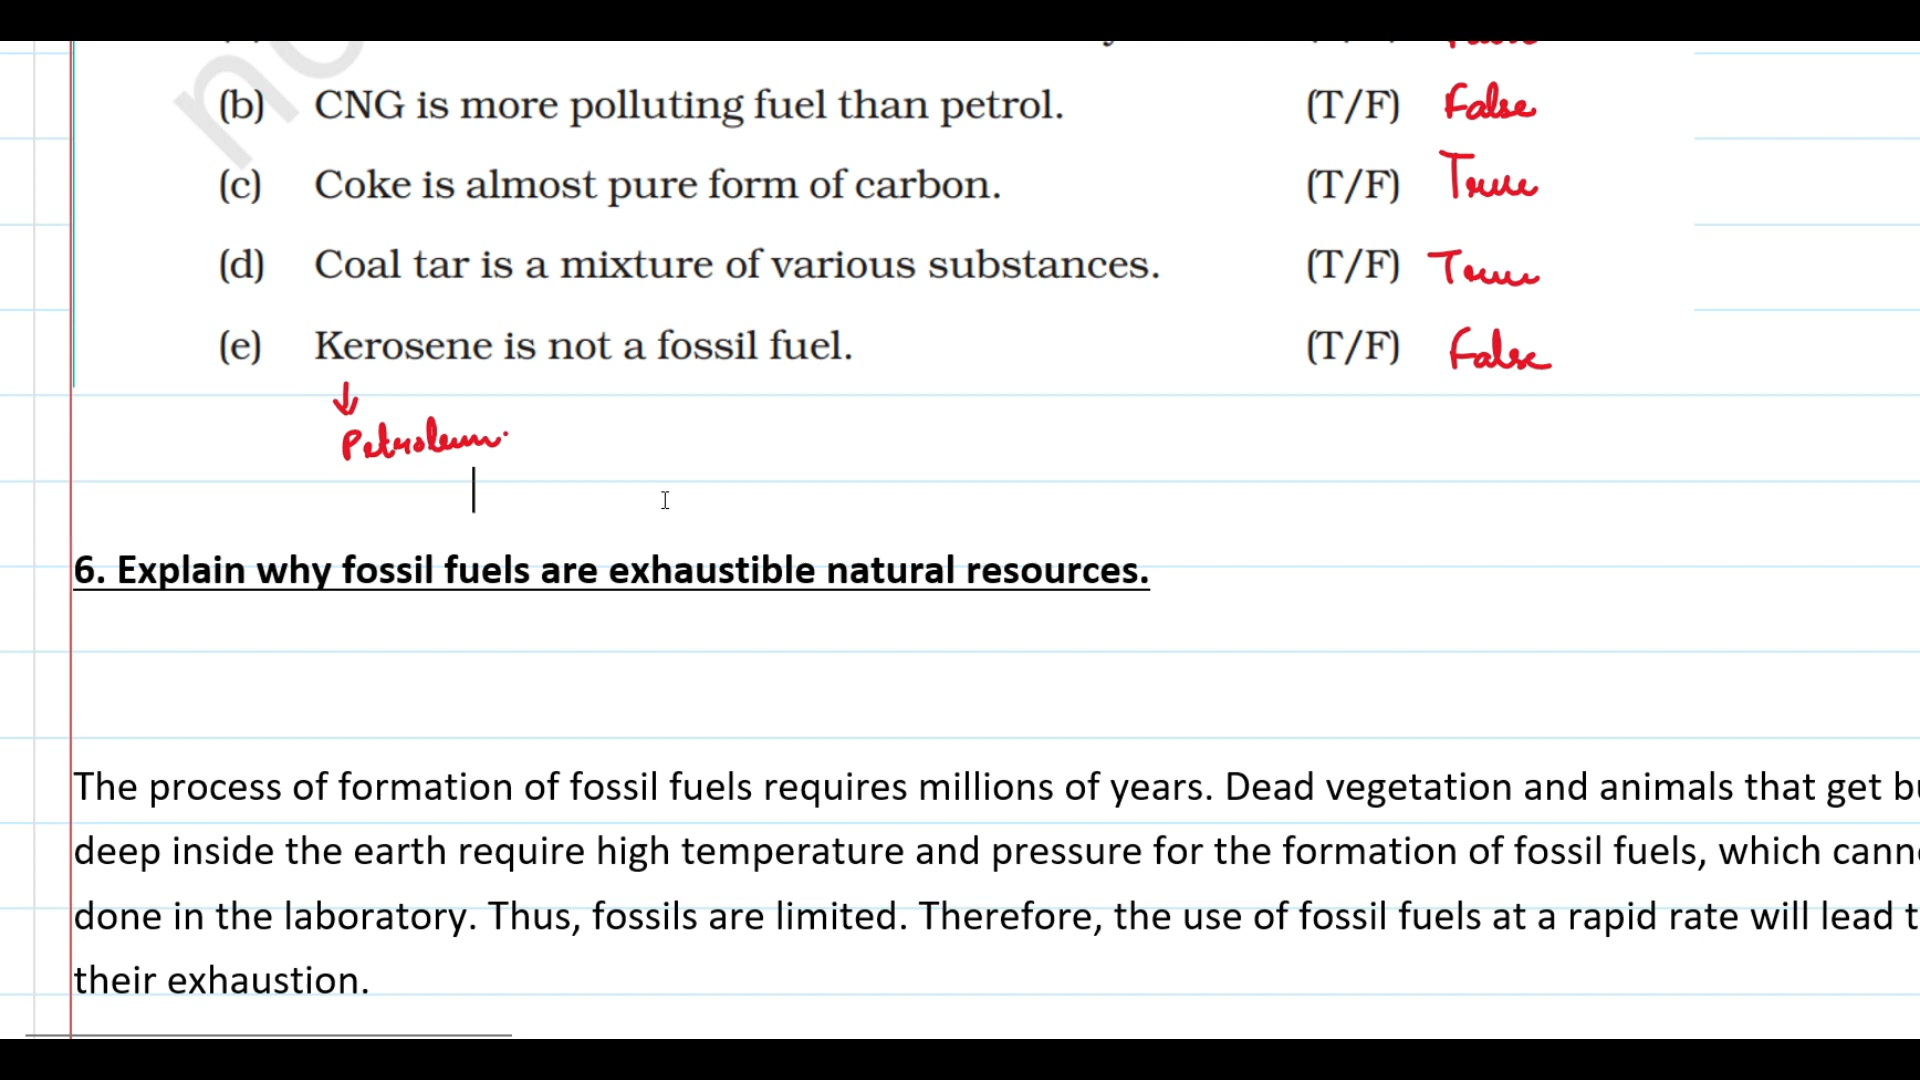 (b) CNG is more polluting fuel than petrol. (T/F) False
(c) Coke is almost pure form of carbon. (T/F) True
(d) Coal tar is a mixture of various substances. (T/F) True
(e) Kerosene is not a fossil fuel. (T/F) False
↓
Petroleum.
6. Explain why fossil fuels are exhaustible natural resources.
The process of formation of fossil fuels requires millions of years. Dead vegetation and animals that get
deep inside the earth require high temperature and pressure for the formation of fossil fuels, which
done in the laboratory. Thus, fossils are limited. Therefore, the use of fossil fuels at a rapid rate will lead
their exhaustion.